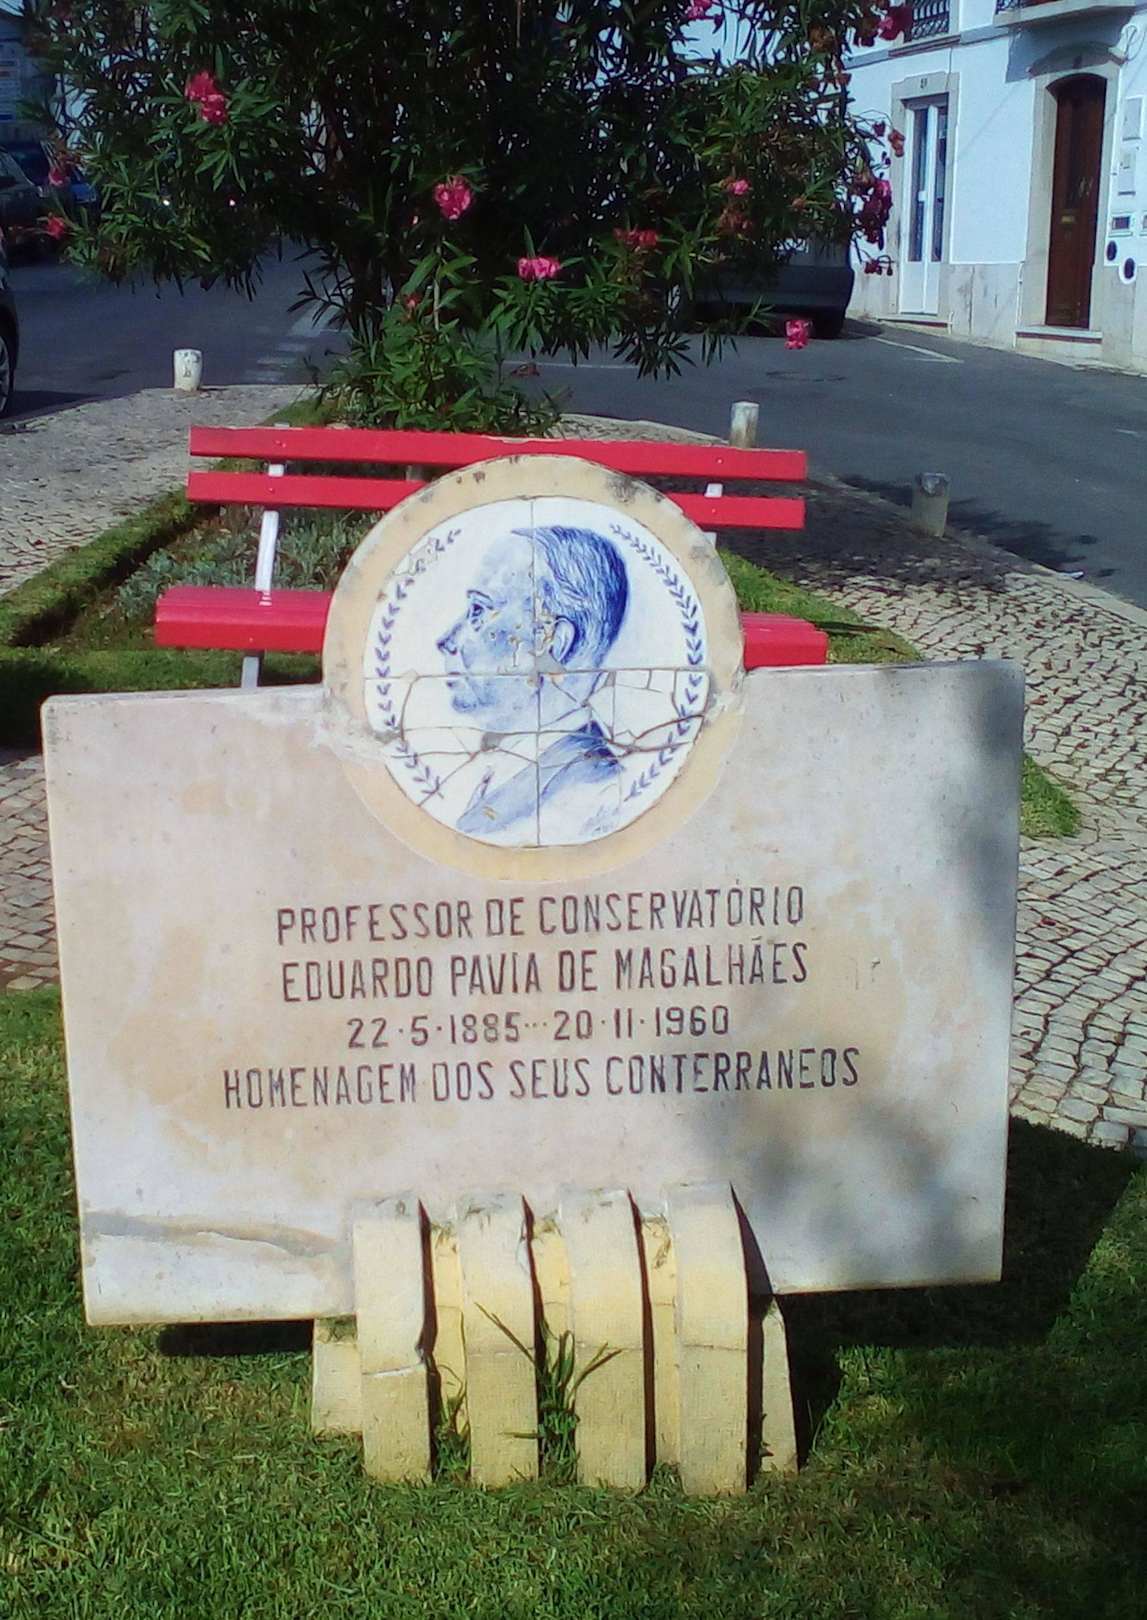 PROFESSOR DE CONSERVATÓRIO
EDUARDO PAVIA DE MAGALHÃES
22·5·1885···20·11·1960
HOMENAGEM DOS SEUS CONTERRANEOS